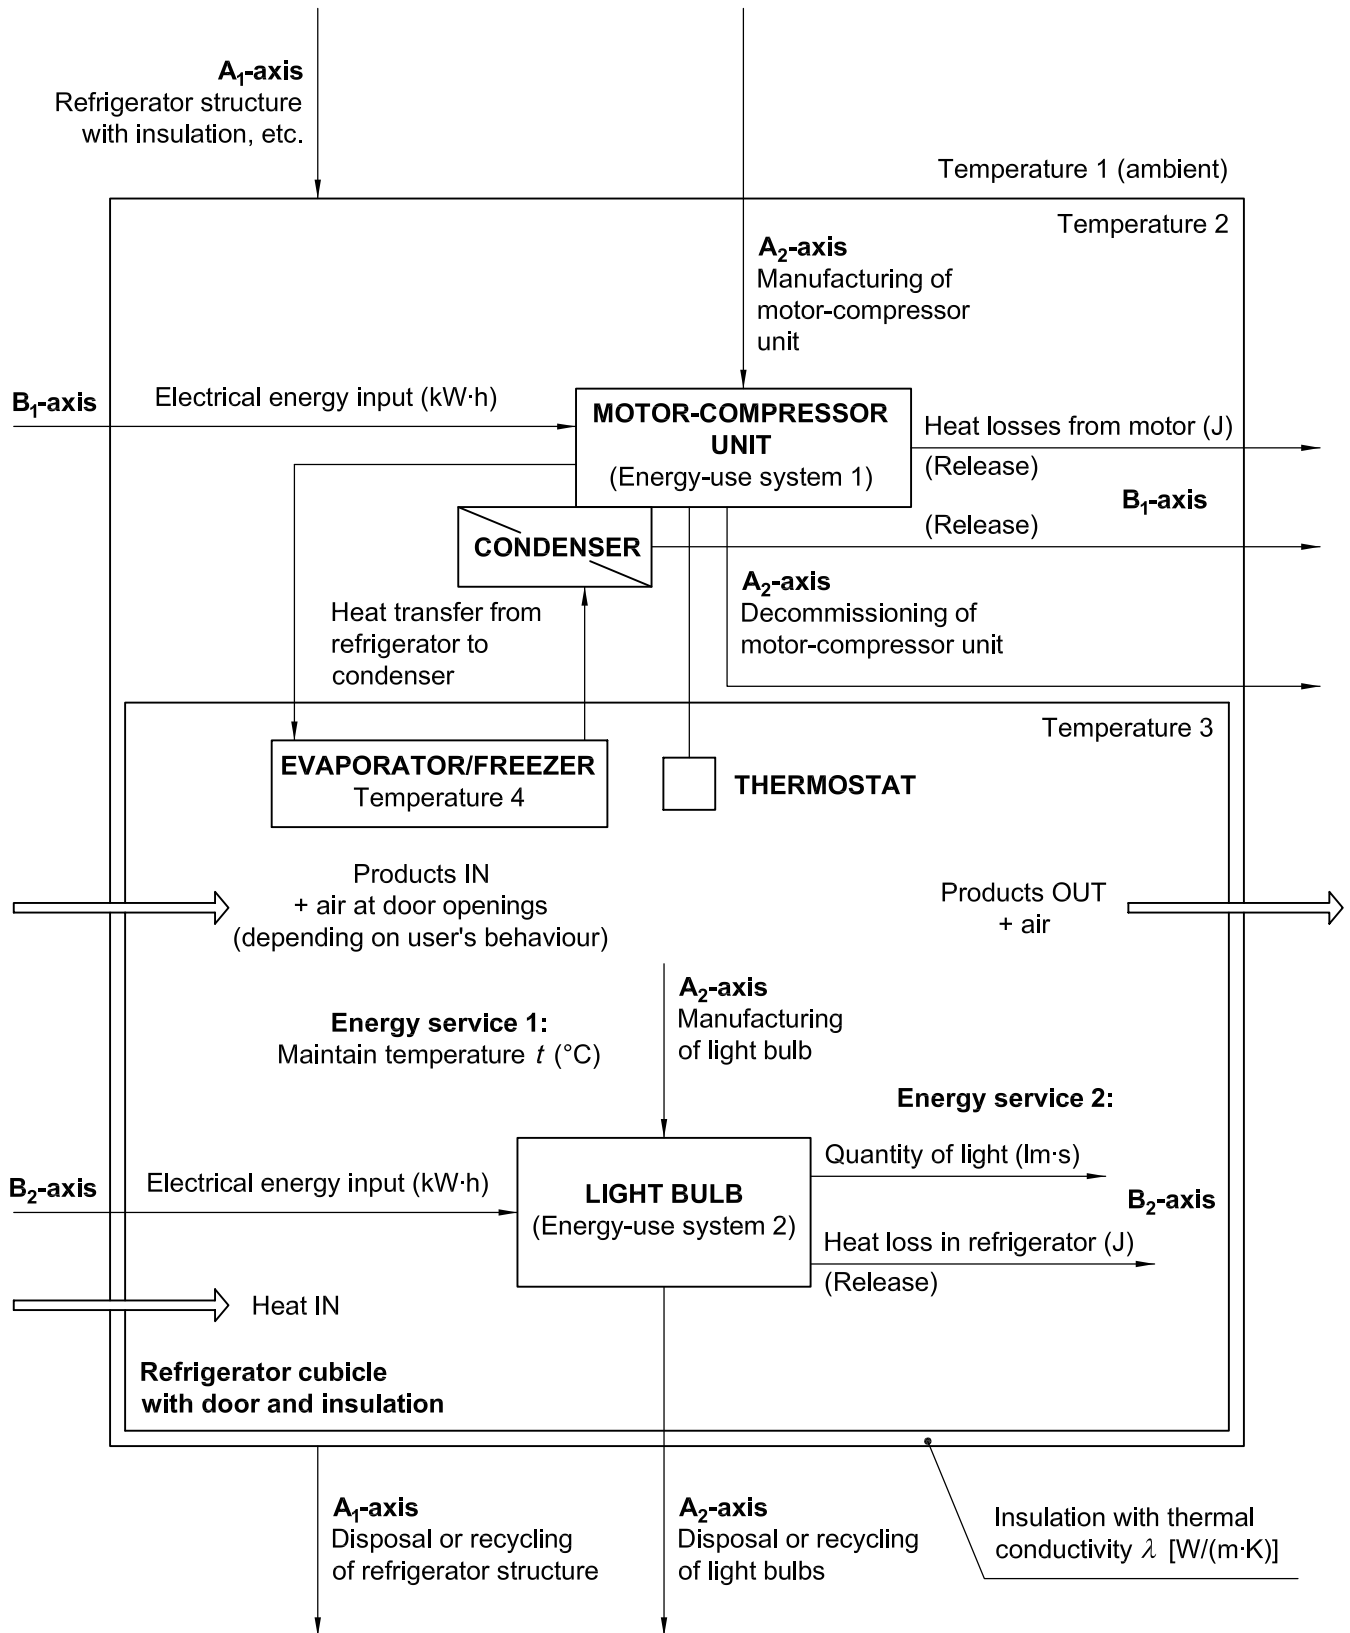 A₁-axis
Refrigerator structure
with insulation, etc.
Temperature 1 (ambient)
Temperature 2
A₂-axis
Manufacturing of
motor-compressor
unit
B₁-axis
Electrical energy input (kW·h)
MOTOR-COMPRESSOR
UNIT
(Energy-use system 1)
Heat losses from motor (J)
(Release)
B₁-axis
(Release)
CONDENSER
A₂-axis
Decommissioning of
motor-compressor unit
Heat transfer from
refrigerator to
condenser
Temperature 3
EVAPORATOR/FREEZER
Temperature 4
THERMOSTAT
Products IN
+ air at door openings
(depending on user's behaviour)
Products OUT
+ air
A₂-axis
Manufacturing
of light bulb
Energy service 1:
Maintain temperature t (°C)
Energy service 2:
Quantity of light (lm·s)
B₂-axis
Electrical energy input (kW·h)
LIGHT BULB
(Energy-use system 2)
B₂-axis
Heat loss in refrigerator (J)
(Release)
Heat IN
Refrigerator cubicle
with door and insulation
A₁-axis
Disposal or recycling
of refrigerator structure
A₂-axis
Disposal or recycling
of light bulbs
Insulation with thermal
conductivity λ [W/(m·K)]